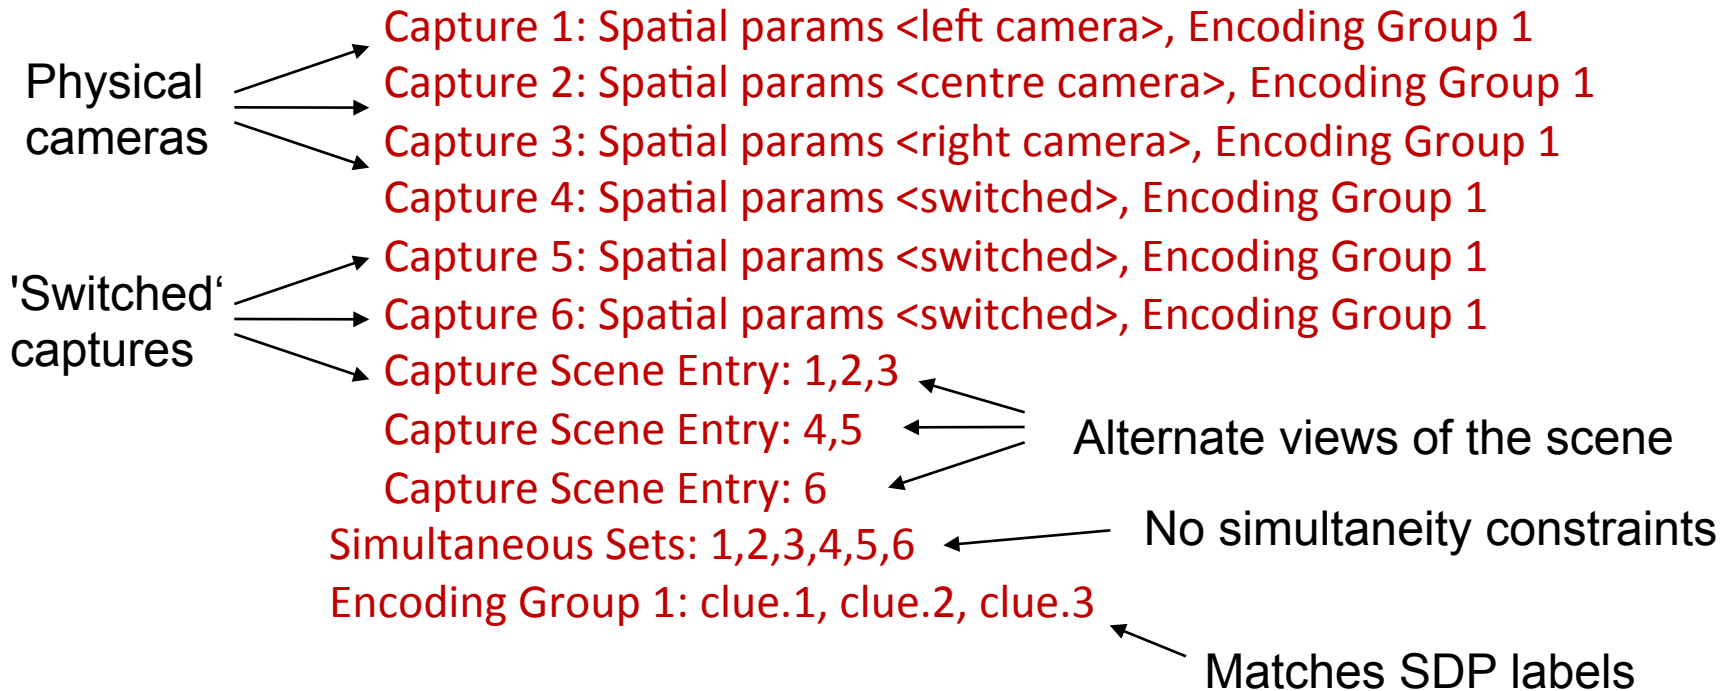 Capture 1: Spatial params <left camera>, Encoding Group 1
Physical
cameras
Capture 2: Spatial params <centre camera>, Encoding Group 1
Capture 3: Spatial params <right camera>, Encoding Group 1
Capture 4: Spatial params <switched>, Encoding Group 1
'Switched‘
captures
Capture 5: Spatial params <switched>, Encoding Group 1
Capture 6: Spatial params <switched>, Encoding Group 1
Capture Scene Entry: 1,2,3
Capture Scene Entry: 4,5
Alternate views of the scene
Capture Scene Entry: 6
Simultaneous Sets: 1,2,3,4,5,6
No simultaneity constraints
Encoding Group 1: clue.1, clue.2, clue.3
Matches SDP labels